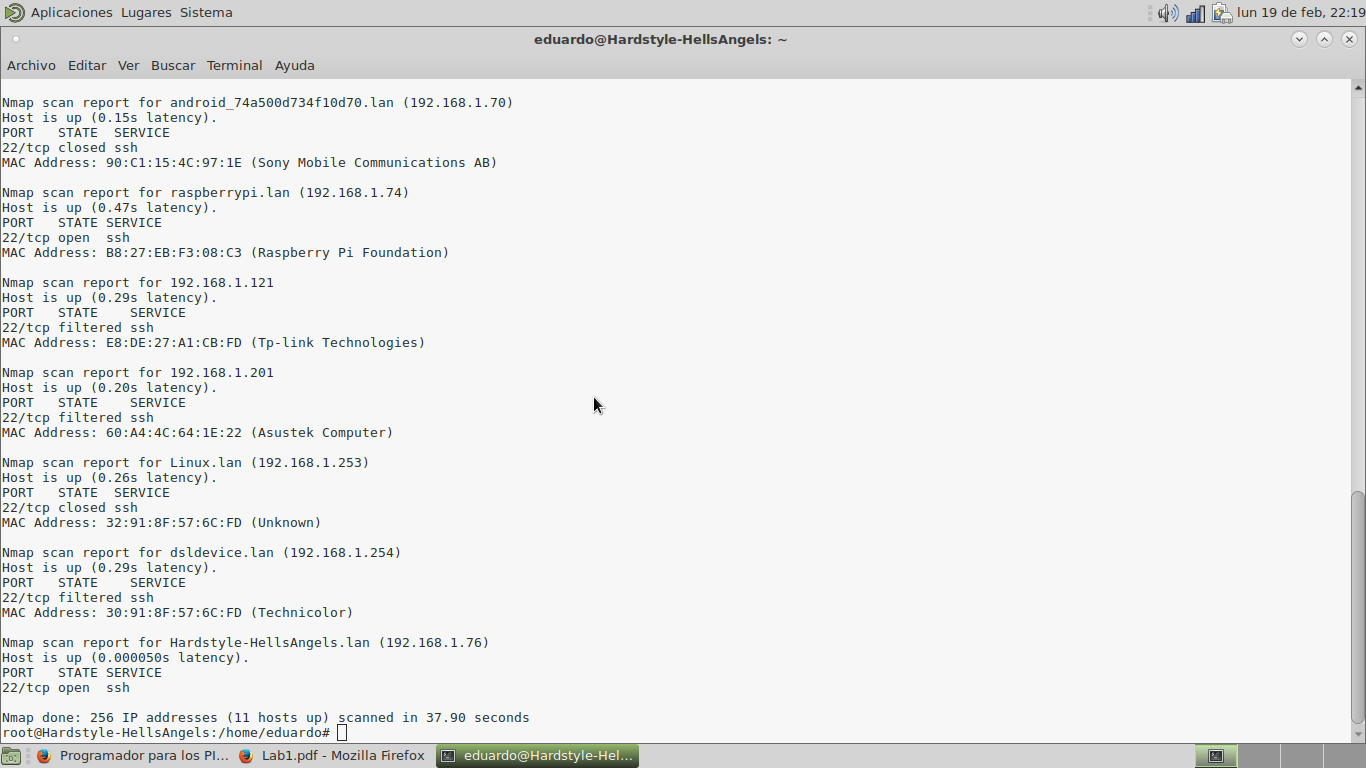 Aplicaciones Lugares Sistema lun 19 de feb, 22:19
eduardo@Hardstyle-HellsAngels: ~
Archivo Editar Ver Buscar Terminal Ayuda
Nmap scan report for android_74a500d734f10d70.lan (192.168.1.70)
Host is up (0.15s latency).
PORT   STATE  SERVICE
22/tcp closed ssh
MAC Address: 90:C1:15:4C:97:1E (Sony Mobile Communications AB)
Nmap scan report for raspberrypi.lan (192.168.1.74)
Host is up (0.47s latency).
PORT   STATE SERVICE
22/tcp open  ssh
MAC Address: B8:27:EB:F3:08:C3 (Raspberry Pi Foundation)
Nmap scan report for 192.168.1.121
Host is up (0.29s latency).
PORT   STATE    SERVICE
22/tcp filtered ssh
MAC Address: E8:DE:27:A1:CB:FD (Tp-link Technologies)
Nmap scan report for 192.168.1.201
Host is up (0.20s latency).
PORT   STATE    SERVICE
22/tcp filtered ssh
MAC Address: 60:A4:4C:64:1E:22 (Asustek Computer)
Nmap scan report for Linux.lan (192.168.1.253)
Host is up (0.26s latency).
PORT   STATE  SERVICE
22/tcp closed ssh
MAC Address: 32:91:8F:57:6C:FD (Unknown)
Nmap scan report for dsldevice.lan (192.168.1.254)
Host is up (0.29s latency).
PORT   STATE    SERVICE
22/tcp filtered ssh
MAC Address: 30:91:8F:57:6C:FD (Technicolor)
Nmap scan report for Hardstyle-HellsAngels.lan (192.168.1.76)
Host is up (0.000050s latency).
PORT   STATE SERVICE
22/tcp open  ssh
Nmap done: 256 IP addresses (11 hosts up) scanned in 37.90 seconds
root@Hardstyle-HellsAngels:/home/eduardo#
Programador para los PI... Lab1.pdf - Mozilla Firefox eduardo@Hardstyle-Hel...